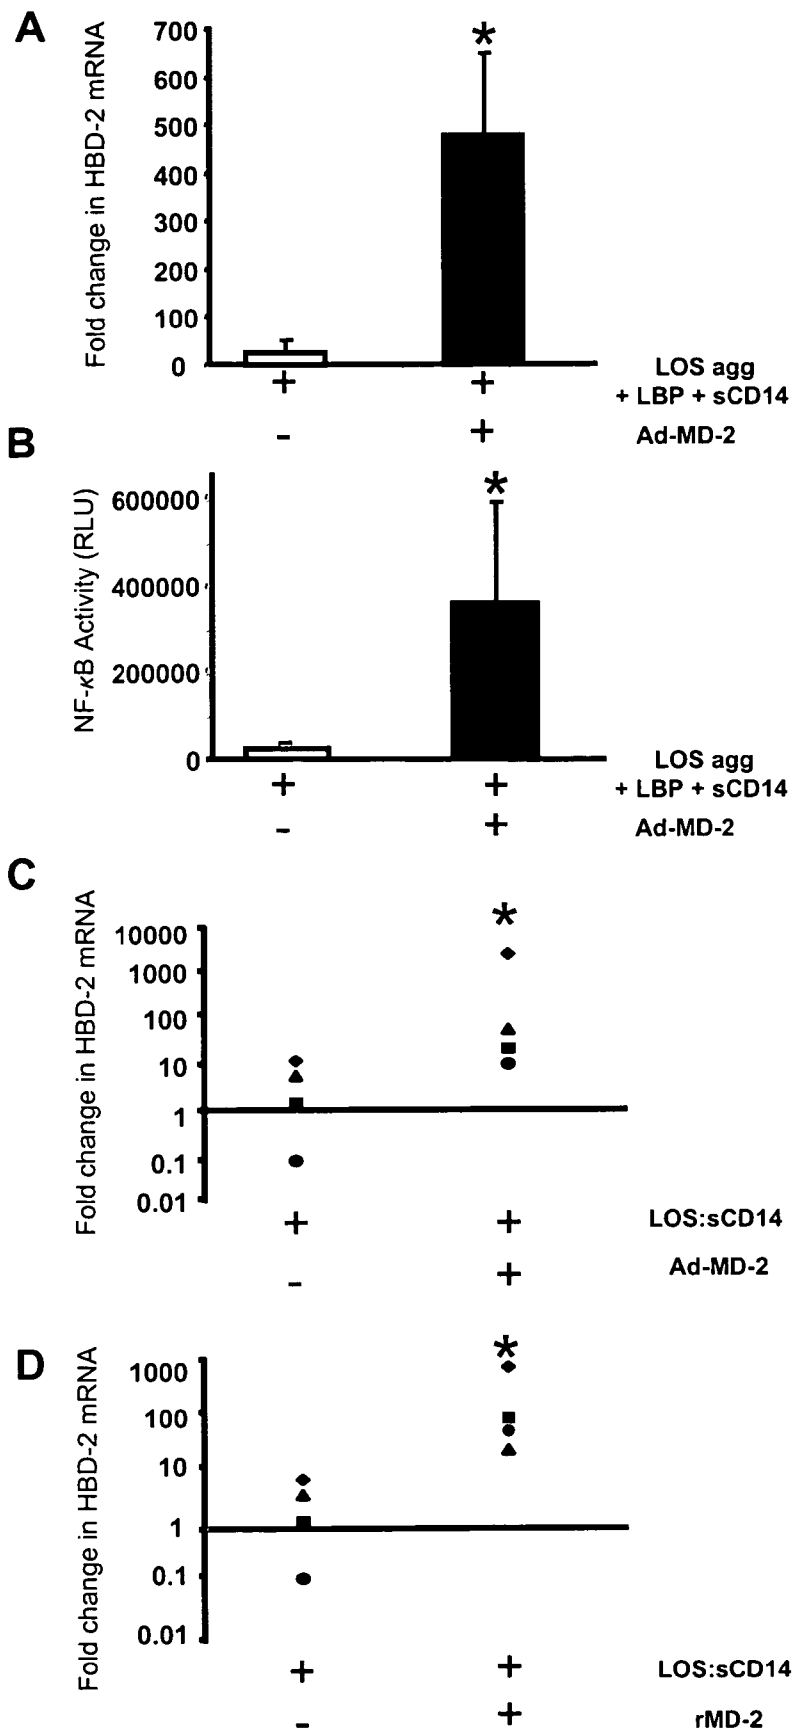 A
Fold change in HBD-2 mRNA
700
600
500
400
300
200
100
0
*
+ +
LOS agg
+ LBP + sCD14
- +
Ad-MD-2
B
NF-κB Activity (RLU)
600000
400000
200000
0
*
+ +
LOS agg
+ LBP + sCD14
- +
Ad-MD-2
C
Fold change in HBD-2 mRNA
10000
1000
100
10
1
0.1
0.01
*
+ + LOS:sCD14
- + Ad-MD-2
D
Fold change in HBD-2 mRNA
1000
100
10
1
0.1
0.01
*
+ + LOS:sCD14
- + rMD-2